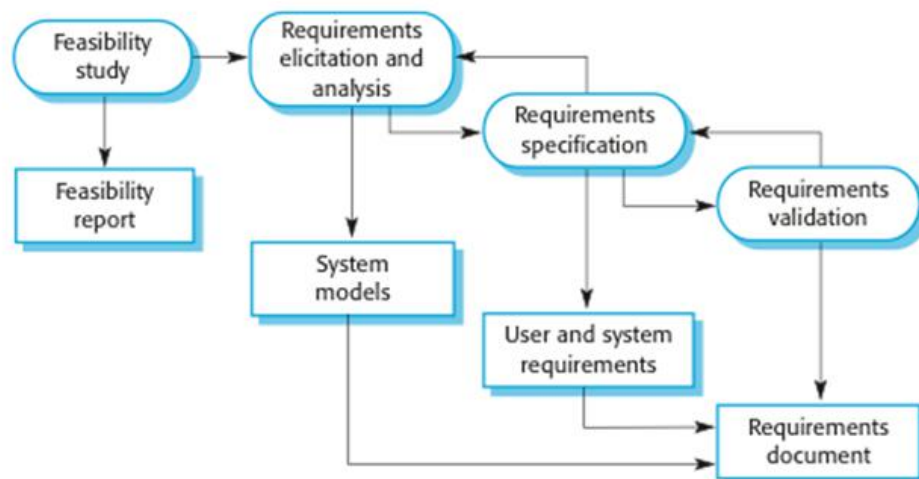 Feasibility
study
Requirements
elicitation and
analysis
Requirements
specification
Requirements
validation
Feasibility
report
System
models
User and system
requirements
Requirements
document